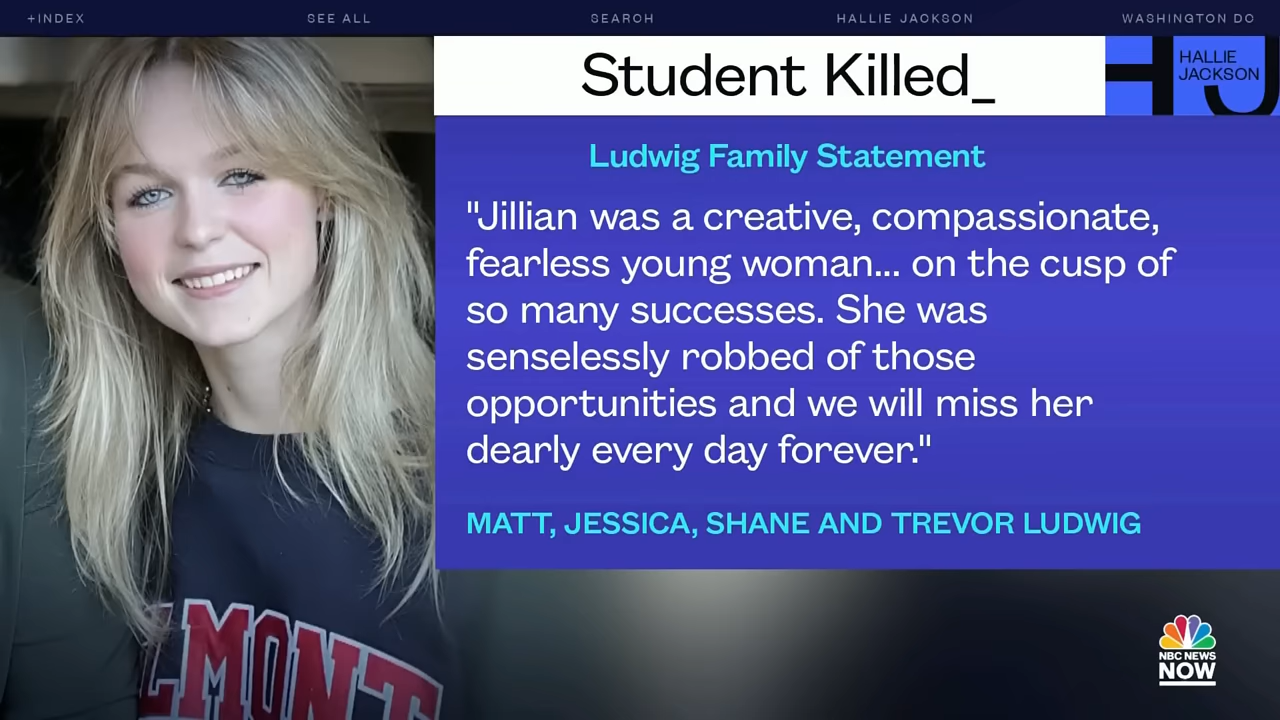 +INDEX
SEE ALL
SEARCH
HALLIE JACKSON
WASHINGTON DC
Student Killed_
HJ
HALLIE
JACKSON
Ludwig Family Statement
"Jillian was a creative, compassionate,
fearless young woman... on the cusp of
so many successes. She was
senselessly robbed of those
opportunities and we will miss her
dearly every day forever."
MATT, JESSICA, SHANE AND TREVOR LUDWIG
LMONT
NBC NEWS
NOW